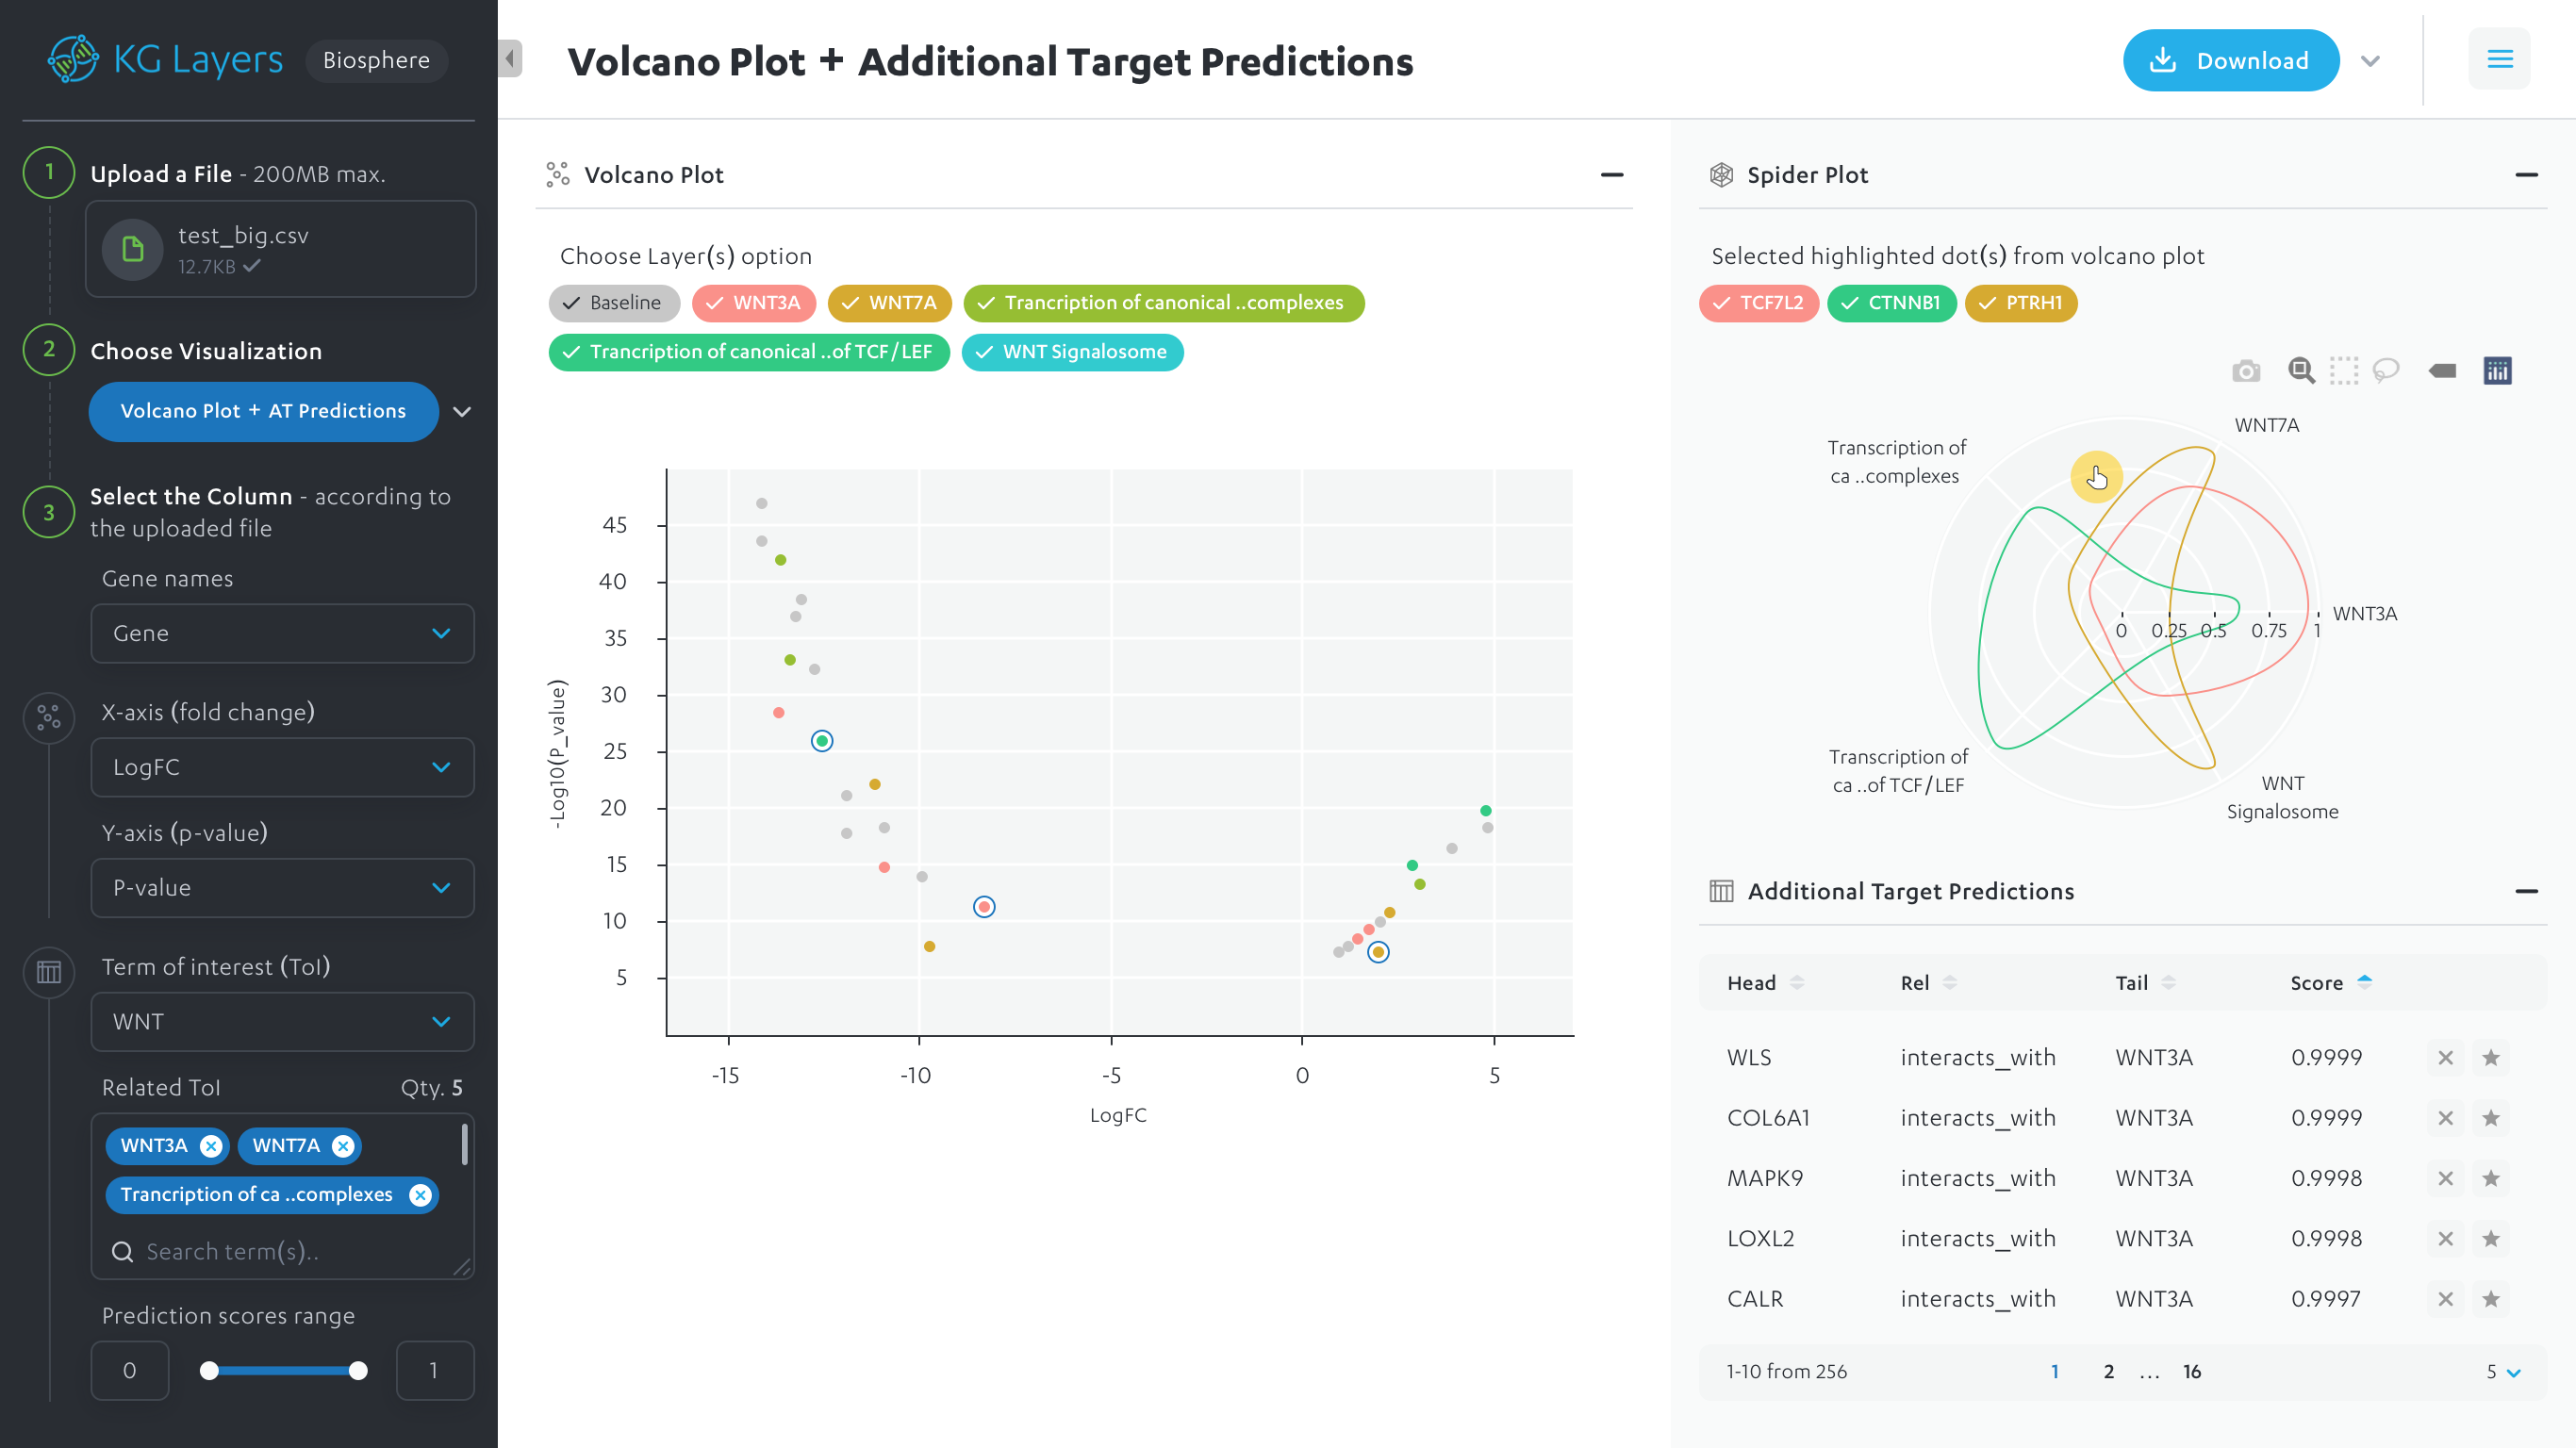 KG Layers
Biosphere
1
Upload a File - 200MB max.
test_big.csv
12.7KB
2
Choose Visualization
Volcano Plot + AT Predictions
3
Select the Column - according to
the uploaded file
Gene names
Gene
X-axis (fold change)
LogFC
Y-axis (p-value)
P-value
Term of interest (ToI)
WNT
Related ToI
Qty. 5
WNT3A
WNT7A
Trancription of ca ..complexes
Search term(s)..
Prediction scores range
0
1
Volcano Plot + Additional Target Predictions
Download
Volcano Plot
Choose Layer(s) option
Baseline
WNT3A
WNT7A
Trancription of canonical ..complexes
Trancription of canonical ..of TCF/LEF
WNT Signalosome
45
40
35
30
25
20
15
10
5
-Log10(P_value)
-15
-10
-5
0
5
LogFC
Spider Plot
Selected highlighted dot(s) from volcano plot
TCF7L2
CTNNB1
PTRH1
WNT7A
Transcription of
ca ..complexes
WNT3A
0
0.25
0.5
0.75
1
Transcription of
ca ..of TCF/LEF
WNT
Signalosome
Additional Target Predictions
Head Rel Tail Score
WLS interacts_with WNT3A 0.9999
COL6A1 interacts_with WNT3A 0.9999
MAPK9 interacts_with WNT3A 0.9998
LOXL2 interacts_with WNT3A 0.9998
CALR interacts_with WNT3A 0.9997
1-10 from 256
1 2 ... 16
5